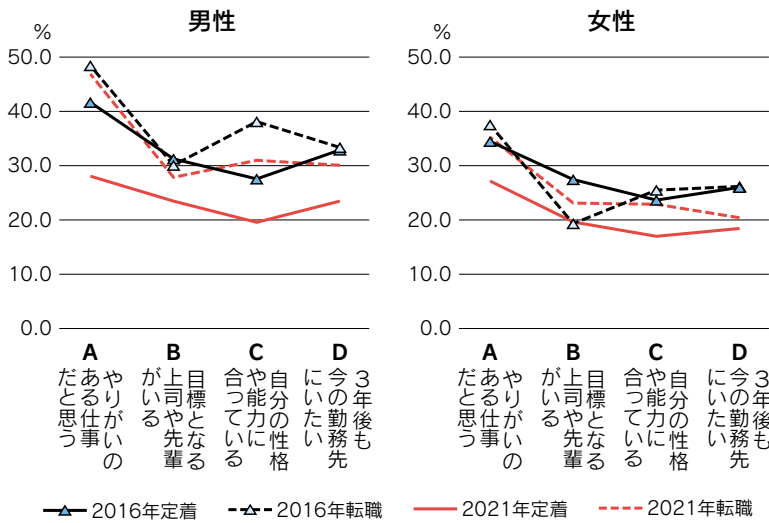 男性
%
50.0
40.0
30.0
20.0
10.0
0.0
A
やりがいの
ある仕事
だと思う
B
目標となる
上司や先輩
がいる
C
自分の性格
や能力に
合っている
D
3年後も
今の勤務先
にいたい
女性
%
50.0
40.0
30.0
20.0
10.0
0.0
A
やりがいの
ある仕事
だと思う
B
目標となる
上司や先輩
がいる
C
自分の性格
や能力に
合っている
D
3年後も
今の勤務先
にいたい
2016年定着
2016年転職
2021年定着
2021年転職